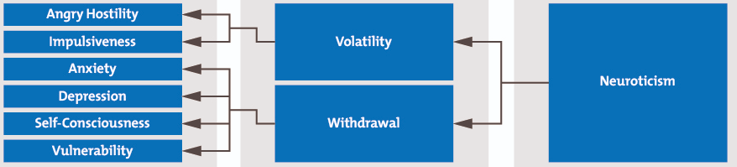 Angry Hostility
Impulsiveness
Anxiety
Depression
Self-Consciousness
Vulnerability
Volatility
Withdrawal
Neuroticism